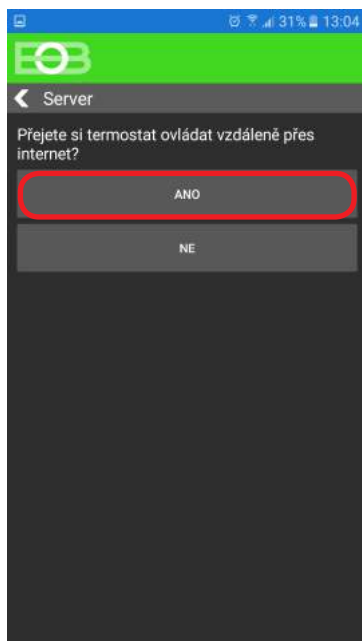 31% 13:04
EOB
Server
Přejete si termostat ovládat vzdáleně přes
internet?
ANO
NE